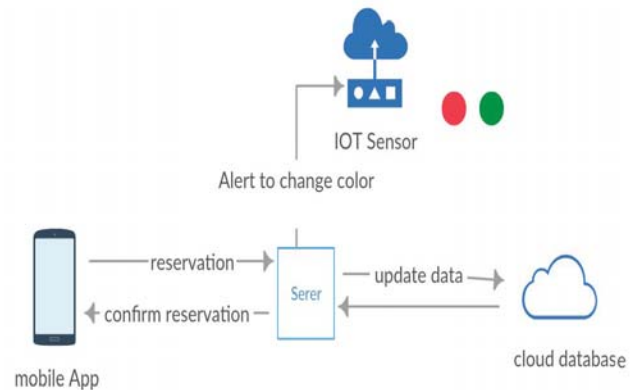 IOT Sensor
Alert to change color
reservation
Serer
update data
confirm reservation
cloud database
mobile App